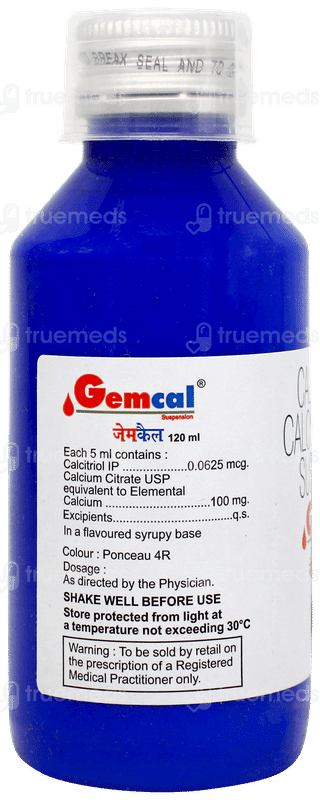 BREAK SEAL AND TO
Gemcal®
Suspension
जेमकैल 120 ml
Each 5 ml contains :
Calcitriol IP ....................0.0625 mcg.
Calcium Citrate USP
equivalent to Elemental
Calcium ..............................100 mg.
Excipients....................................q.s.
In a flavoured syrupy base
Colour : Ponceau 4R
Dosage :
As directed by the Physician.
SHAKE WELL BEFORE USE
Store protected from light at
a temperature not exceeding 30°C
Warning : To be sold by retail on
the prescription of a Registered
Medical Practitioner only.
truemeds